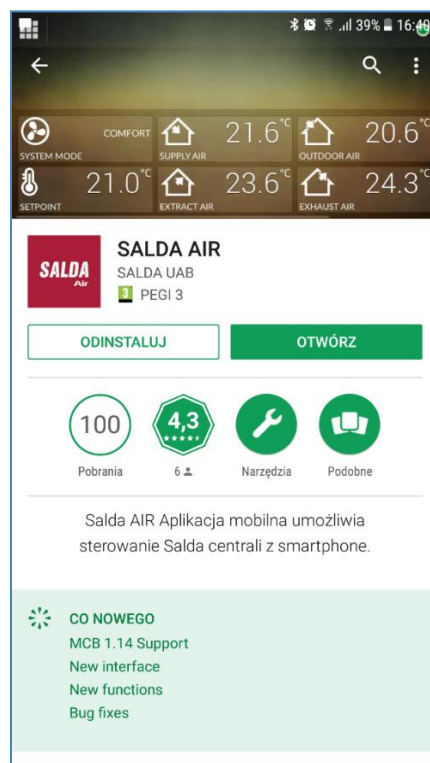 39% 16:40
COMFORT
SYSTEM MODE
21.6°C
SUPPLY AIR
20.6°C
OUTDOOR AIR
21.0°C
SETPOINT
23.6°C
EXTRACT AIR
24.3°C
EXHAUST AIR
SALDA
Air
SALDA AIR
SALDA UAB
3 PEGI 3
ODINSTALUJ
OTWÓRZ
100
4,3
Pobrania
6
Narzędzia
Podobne
Salda AIR Aplikacja mobilna umożliwia
sterowanie Salda centrali z smartphone.
CO NOWEGO
MCB 1.14 Support
New interface
New functions
Bug fixes